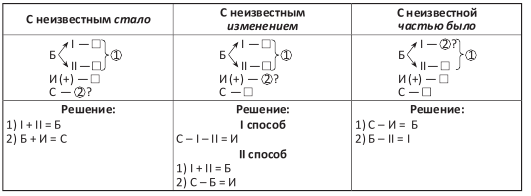 С неизвестным стало
С неизвестным
изменением
С неизвестной
частью было
Б
I — □
II — □
①
И (+) — □
С — ②?
Б
I — □
II — □
①
И (+) — ②?
С — □
Б
I — ②?
II — □
①
И (+) — □
С — □
Решение:
1) I + II = Б
2) Б + И = С
Решение:
I способ
С – I – II = И
II способ
1) I + II = Б
2) С – Б = И
Решение:
1) С – И = Б
2) Б – II = I